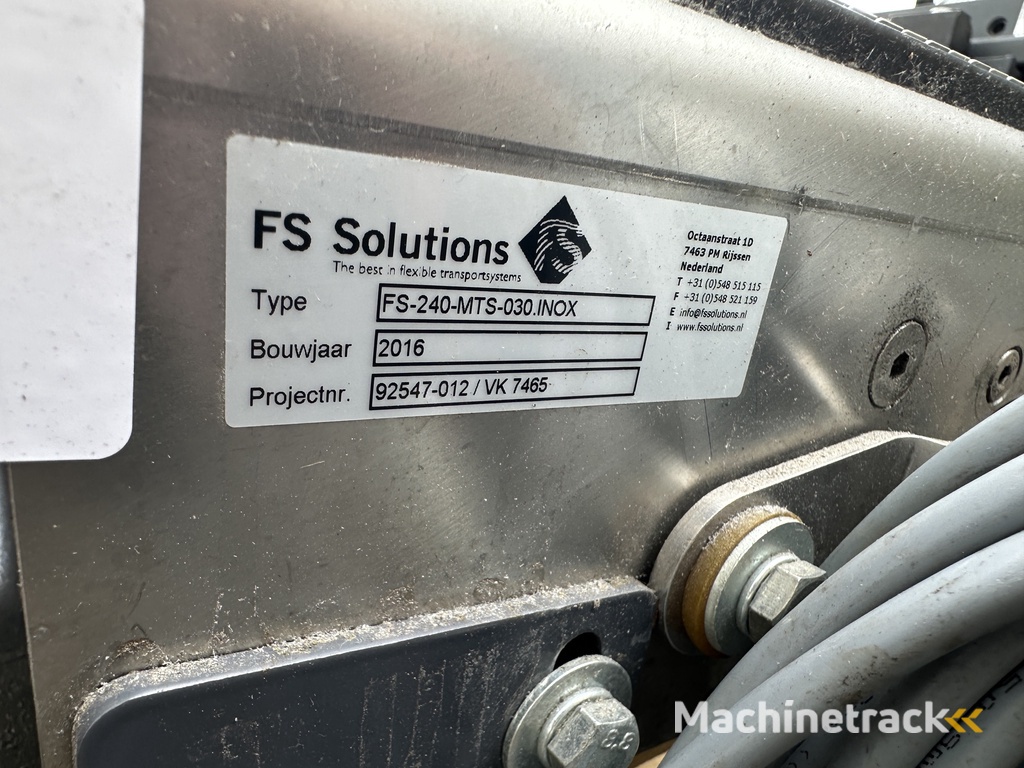 FS Solutions
The best in flexible transportsystems
Type FS-240-MTS-030.INOX
Bouwjaar 2016
Projectnr. 92547-012 / VK 7465
Octaanstraat 1D
7463 PM Rijssen
Nederland
T +31 (0)548 515 115
F +31 (0)548 521 159
E info@fssolutions.nl
I www.fssolutions.nl
8.8
Machinetrack